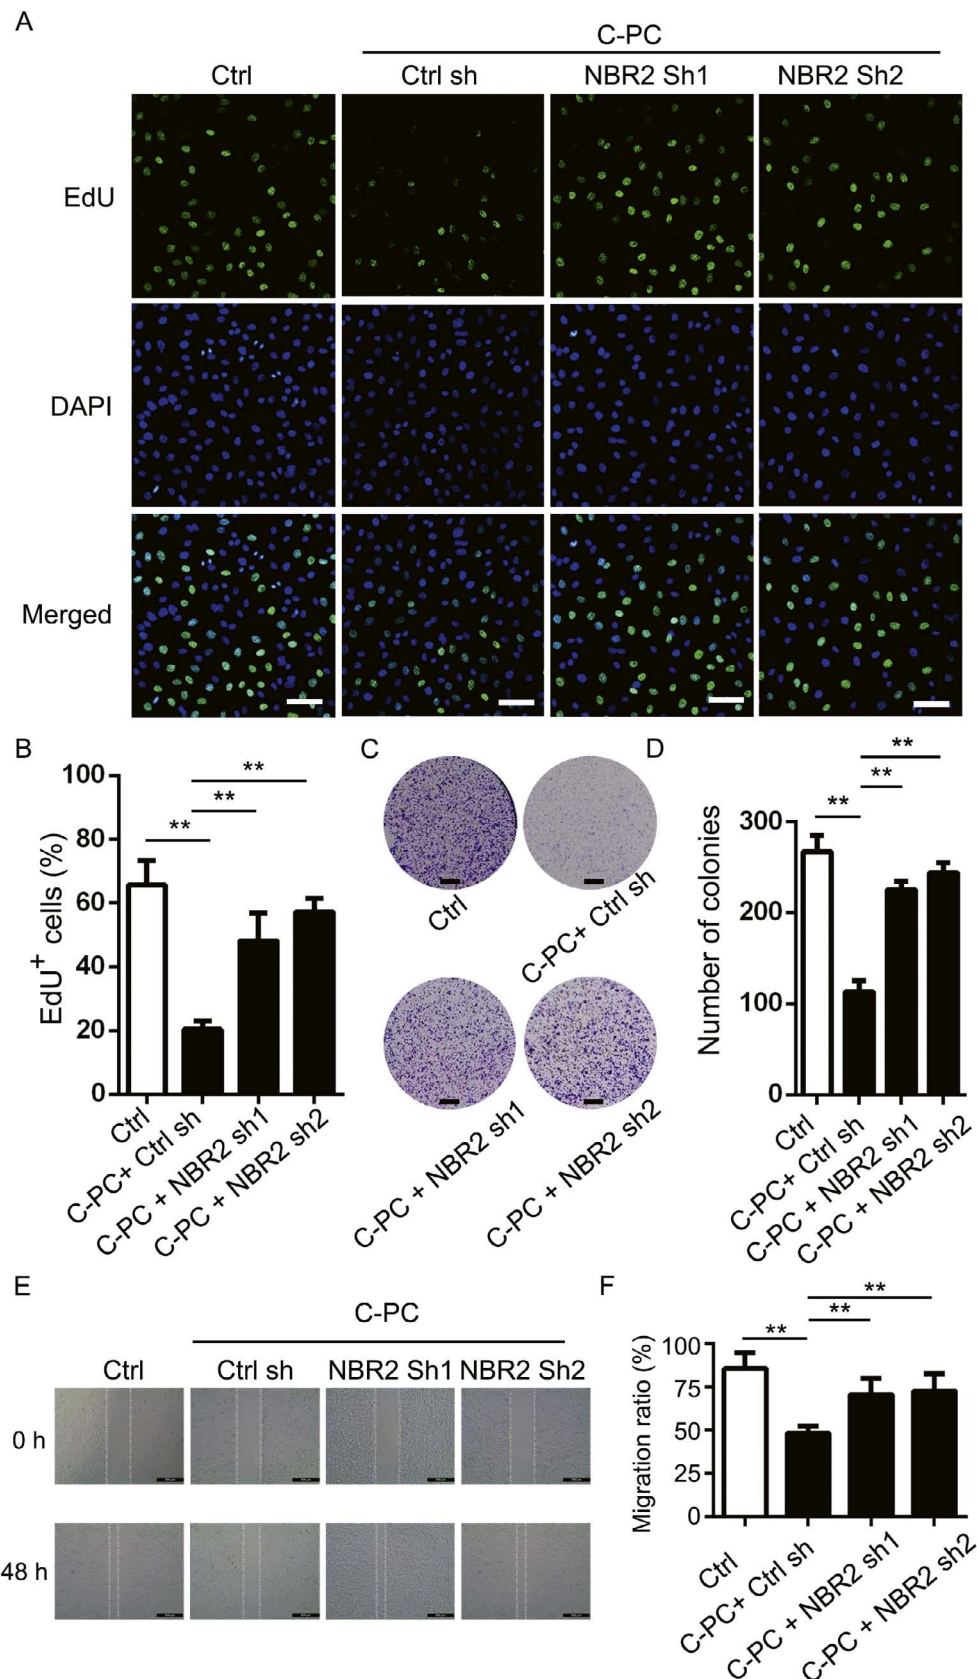 A
C-PC
Ctrl Ctrl sh NBR2 Sh1 NBR2 Sh2
EdU
DAPI
Merged
B
**
**
**
EdU+ cells (%)
100
80
60
40
20
0
Ctrl
C-PC+ Ctrl sh
C-PC + NBR2 sh1
C-PC + NBR2 sh2
C
Ctrl
C-PC+ Ctrl sh
C-PC + NBR2 sh1
C-PC + NBR2 sh2
D
**
**
**
Number of colonies
300
200
100
0
Ctrl
C-PC+ Ctrl sh
C-PC + NBR2 sh1
C-PC + NBR2 sh2
E
C-PC
Ctrl Ctrl sh NBR2 Sh1 NBR2 Sh2
0 h
48 h
F
**
**
**
Migration ratio (%)
100
75
50
25
0
Ctrl
C-PC+ Ctrl sh
C-PC + NBR2 sh1
C-PC + NBR2 sh2